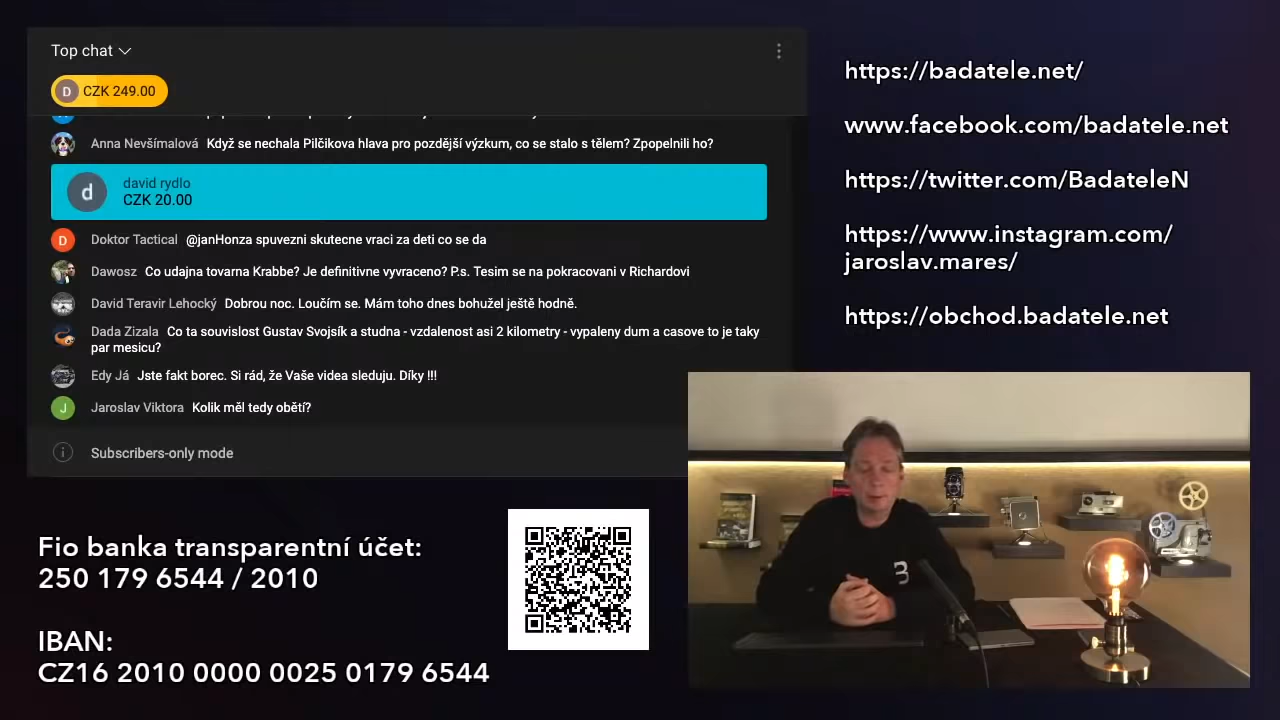 Top chat
D CZK 249.00
Anna Nevšímalová Když se nechala Pilčikova hlava pro pozdější výzkum, co se stalo s tělem? Zpopelnili ho?
d david rydlo
CZK 20.00
D Doktor Tactical @janHonza spuvezni skutecne vraci za deti co se da
Dawosz Co udajna tovarna Krabbe? Je definitivne vyvraceno? P.s. Tesim se na pokracovani v Richardovi
David Teravir Lehocký Dobrou noc. Loučím se. Mám toho dnes bohužel ještě hodně.
Dada Zizala Co ta souvislost Gustav Svojsík a studna - vzdalenost asi 2 kilometry - vypaleny dum a casove to je taky
par mesicu?
Edy Já Jste fakt borec. Si rád, že Vaše videa sleduju. Díky !!!
J Jaroslav Viktora Kolik měl tedy obětí?
Subscribers-only mode
https://badatele.net/
www.facebook.com/badatele.net
https://twitter.com/BadateleN
https://www.instagram.com/
jaroslav.mares/
https://obchod.badatele.net
Fio banka transparentní účet:
250 179 6544 / 2010
IBAN:
CZ16 2010 0000 0025 0179 6544